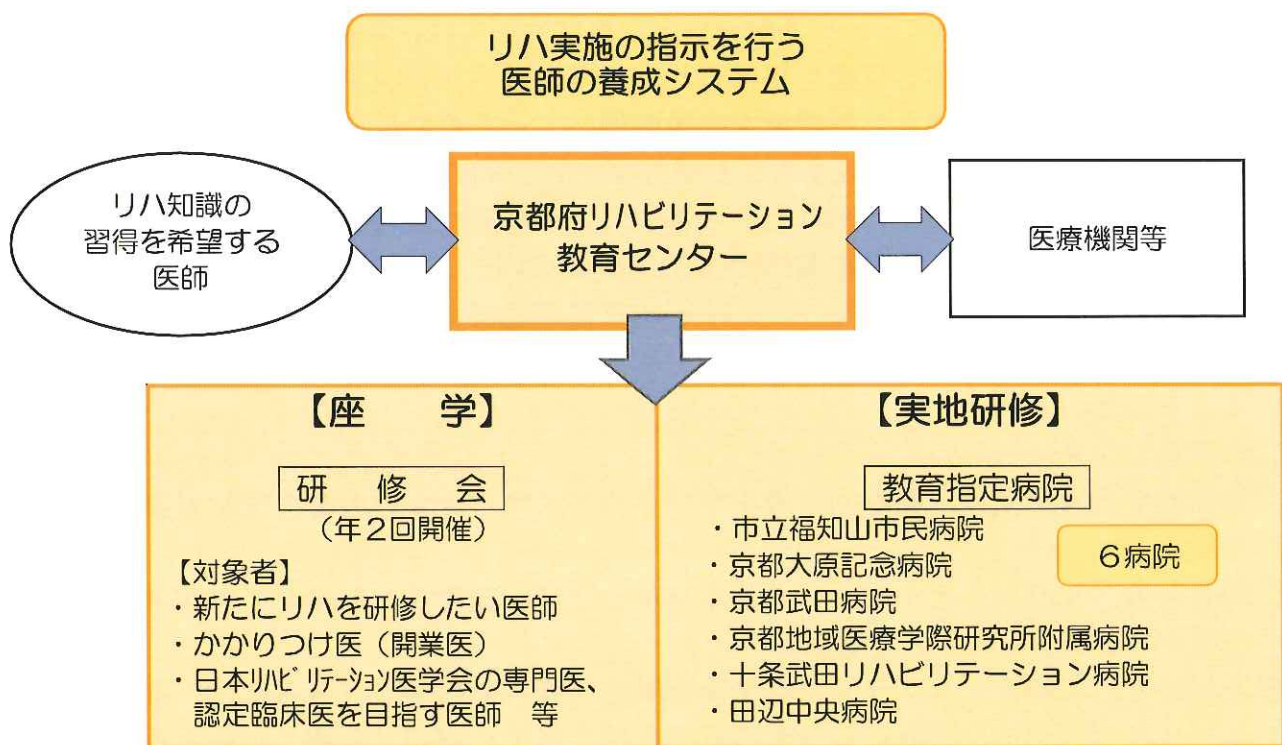 リハ実施の指示を行う
医師の養成システム
リハ知識の
習得を希望する
医師
京都府リハビリテーション
教育センター
医療機関等
【座　学】
研　修　会
（年２回開催）
【対象者】
・新たにリハを研修したい医師
・かかりつけ医（開業医）
・日本ﾘﾊﾋﾞﾘﾃｰｼｮﾝ医学会の専門医、
認定臨床医を目指す医師　等
【実地研修】
教育指定病院
６病院
・市立福知山市民病院
・京都大原記念病院
・京都武田病院
・京都地域医療学際研究所附属病院
・十条武田リハビリテーション病院
・田辺中央病院